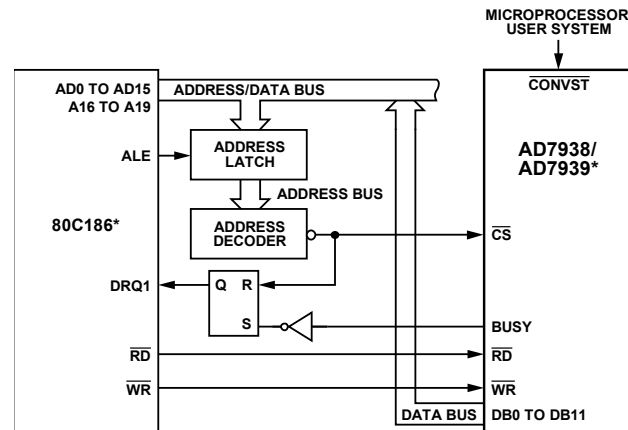 MICROPROCESSOR
USER SYSTEM
AD0 TO AD15
A16 TO A19
ADDRESS/DATA BUS
CONVST
ALE
ADDRESS
LATCH
AD7938/
AD7939*
ADDRESS BUS
80C186*
ADDRESS
DECODER
CS
DRQ1
Q R
S
BUSY
RD
RD
WR
WR
DATA BUS
DB0 TO DB11